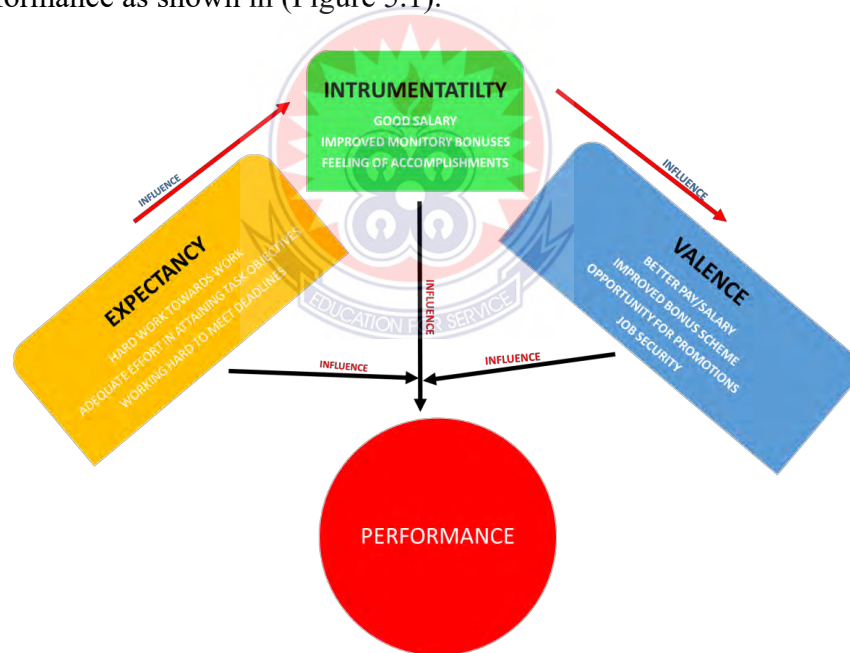 formance as shown in (Figure 5.1).
INTRUMENTATILTY
GOOD SALARY
IMPROVED MONITORY BONUSES
FEELING OF ACCOMPLISHMENTS
INFLUENCE
INFLUENCE
EXPECTANCY
HARD WORK TOWARDS WORK
ADEQUATE EFFORT IN ATTAINING TASK OBJECTIVES
WORKING HARD TO MEET DEADLINES
VALENCE
BETTER PAY/SALARY
IMPROVED BONUS SCHEME
OPPORTUNITY FOR PROMOTIONS
JOB SECURITY
INFLUENCE
EDUCATION FOR SERVICE
INFLUENCE
INFLUENCE
PERFORMANCE